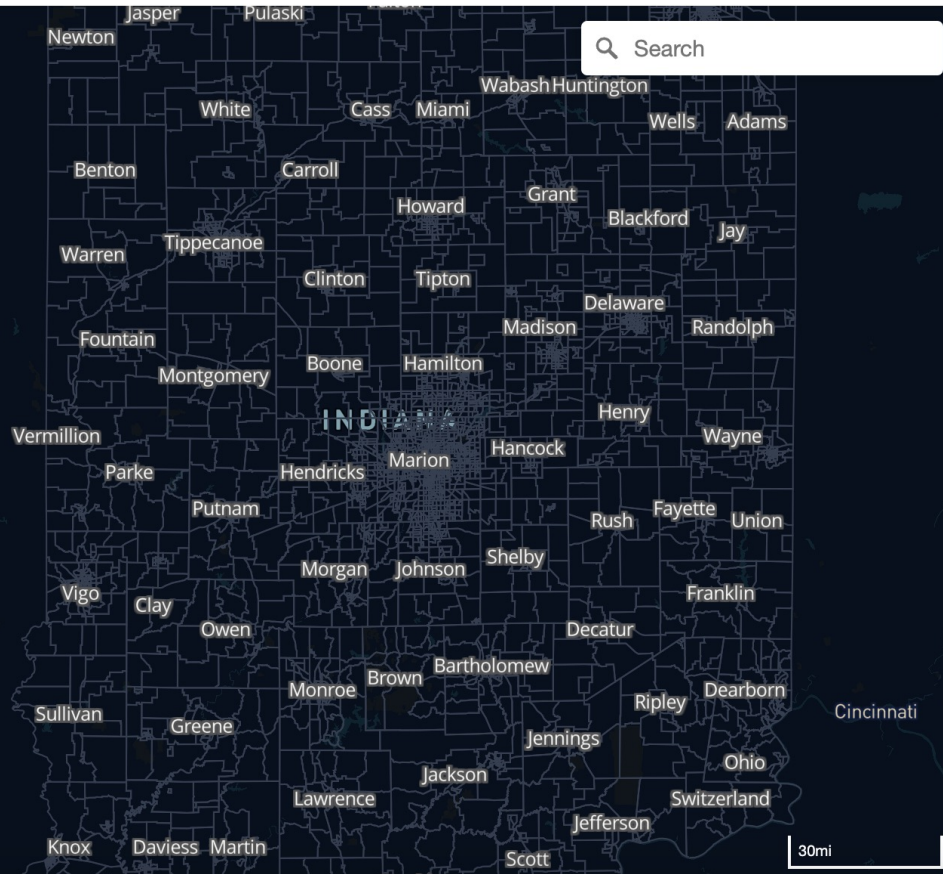 Jasper
Pulaski
Newton
Search
Wabash
Huntington
White
Cass
Miami
Wells
Adams
Benton
Carroll
Grant
Howard
Blackford
Jay
Tippecanoe
Warren
Clinton
Tipton
Delaware
Madison
Randolph
Fountain
Boone
Hamilton
Montgomery
Henry
INDIANA
Vermillion
Wayne
Hancock
Marion
Parke
Hendricks
Putnam
Fayette
Rush
Union
Shelby
Morgan
Johnson
Vigo
Franklin
Clay
Owen
Decatur
Bartholomew
Brown
Monroe
Dearborn
Ripley
Sullivan
Cincinnati
Greene
Jennings
Ohio
Jackson
Lawrence
Switzerland
Jefferson
Knox
Daviess
Martin
30mi
Scott